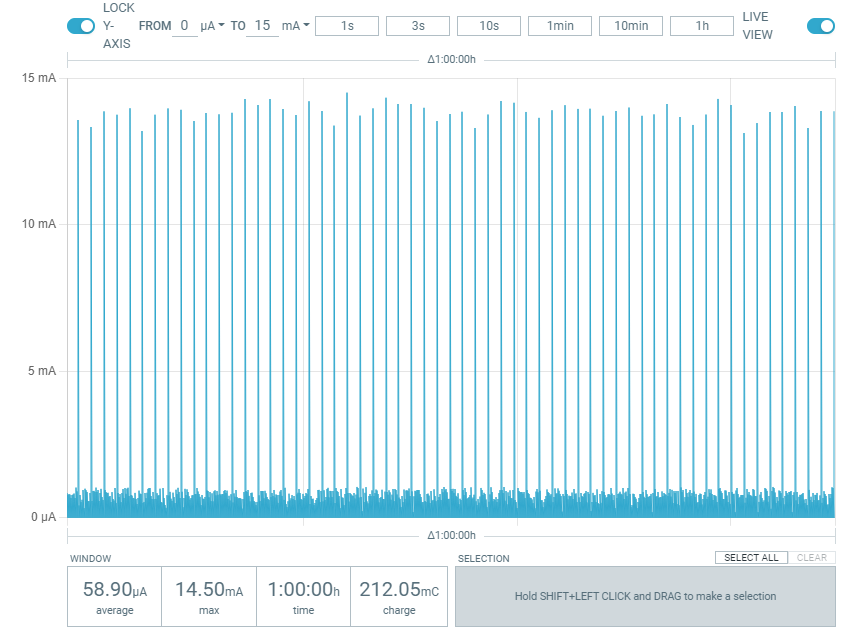 LOCK
Y-
AXIS
FROM 0 µA TO 15 mA 1s 3s 10s 1min 10min 1h
LIVE
VIEW
Δ1:00:00h
15 mA
10 mA
5 mA
0 µA
Δ1:00:00h
WINDOW
58.90µA
average
14.50mA
max
1:00:00h
time
212.05mC
charge
SELECTION
SELECT ALL CLEAR
Hold SHIFT+LEFT CLICK and DRAG to make a selection